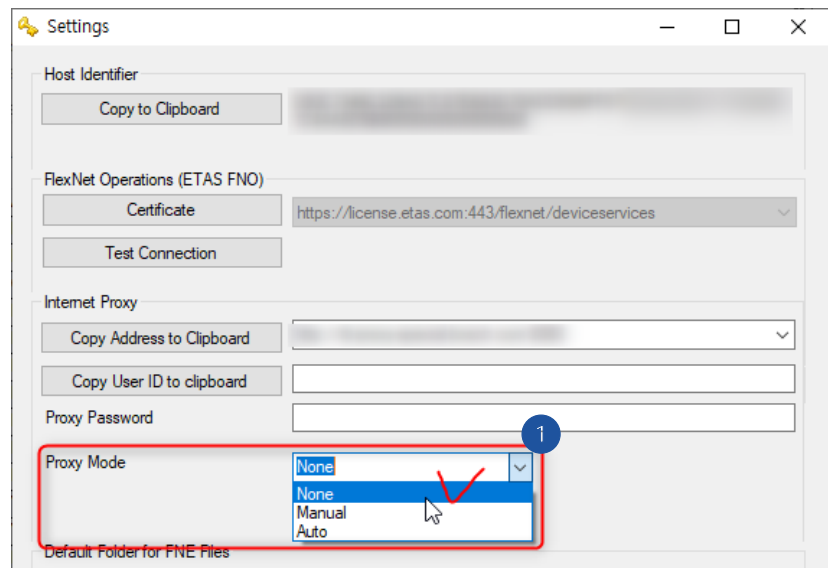 Settings
Host Identifier
Copy to Clipboard
FlexNet Operations (ETAS FNO)
Certificate
https://license.etas.com:443/flexnet/deviceservices
Test Connection
Internet Proxy
Copy Address to Clipboard
Copy User ID to clipboard
Proxy Password
1
Proxy Mode
None
None
Manual
Auto
Default Folder for FNE Files